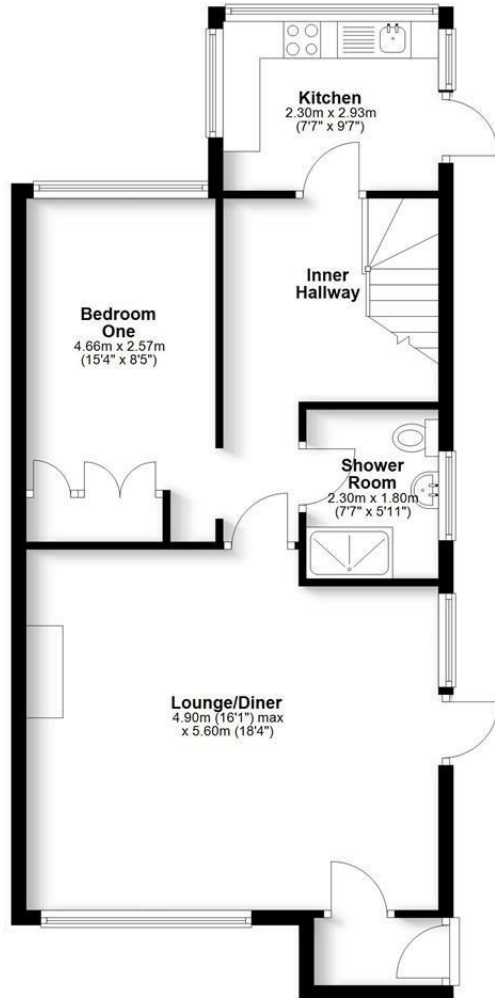 Kitchen
2.30m x 2.93m
(7'7" x 9'7")
Inner
Hallway
Bedroom
One
4.66m x 2.57m
(15'4" x 8'5")
Shower
Room
2.30m x 1.80m
(7'7" x 5'11")
Lounge/Diner
4.90m (16'1") max
x 5.60m (18'4")